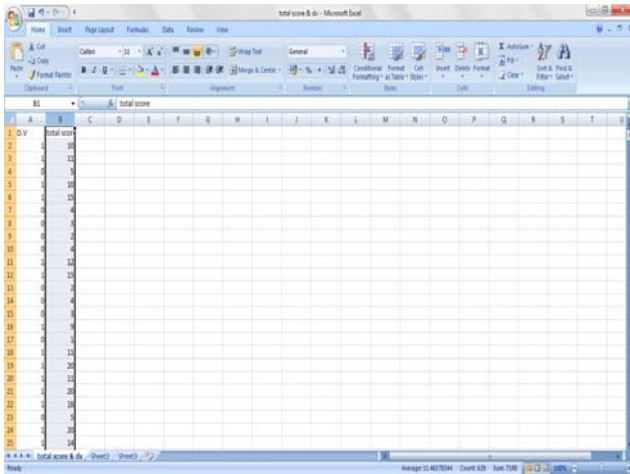 total score & dv - Microsoft Excel
Home Insert Page Layout Formulas Data Review View
Cut
Copy
Format Painter
Paste
Calibri 11
Wrap Text
Merge & Center
General
Conditional Formatting
Format as Table
Cell Styles
Insert Delete Format
AutoSum
Fill
Clear
Sort & Filter
Find & Select
Clipboard Font Alignment Number Styles Cells Editing
B1 total score
A B C D E F G H I J K L M N O P Q R S T U
1 D.V total scor
2 1 10
3 1 11
4 0 5
5 1 10
6 1 15
7 0 4
8 0 3
9 0 2
10 0 4
11 1 12
12 1 15
13 0 2
14 0 4
15 0 3
16 1 9
17 0 1
18 1 11
19 1 20
20 1 11
21 1 20
22 1 16
23 0 5
24 1 20
25 1 14
total score & dv Sheet2 Sheet3
Ready Count: 629 Sum: 7198 100%